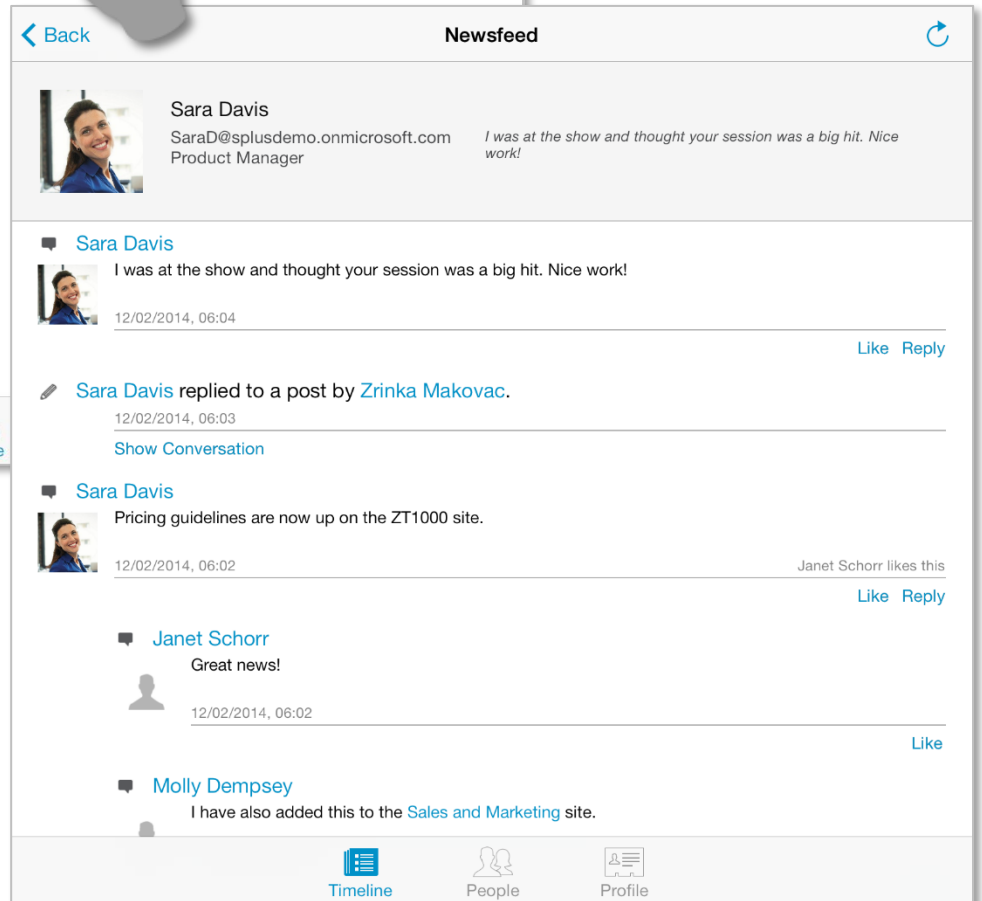 Back
Newsfeed
Sara Davis
SaraD@splusdemo.onmicrosoft.com
Product Manager
I was at the show and thought your session was a big hit. Nice
work!
Sara Davis
I was at the show and thought your session was a big hit. Nice work!
12/02/2014, 06:04
Like Reply
Sara Davis replied to a post by Zrinka Makovac.
12/02/2014, 06:03
Show Conversation
e
Sara Davis
Pricing guidelines are now up on the ZT1000 site.
12/02/2014, 06:02
Janet Schorr likes this
Like Reply
Janet Schorr
Great news!
12/02/2014, 06:02
Like
Molly Dempsey
I have also added this to the Sales and Marketing site.
Timeline
People
Profile